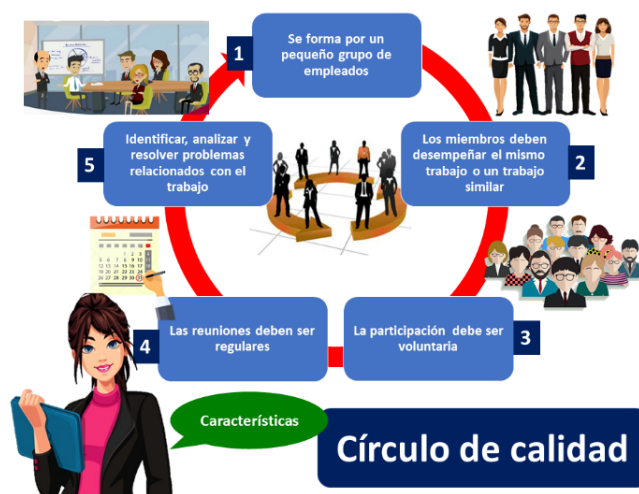 1
Se forma por un
pequeño grupo de
empleados
2
Los miembros deben
desempeñar el mismo
trabajo o un trabajo
similar
3
La participación debe ser
voluntaria
4
Las reuniones deben ser
regulares
5
Identificar, analizar y
resolver problemas
relacionados con el
trabajo
Características
Círculo de calidad